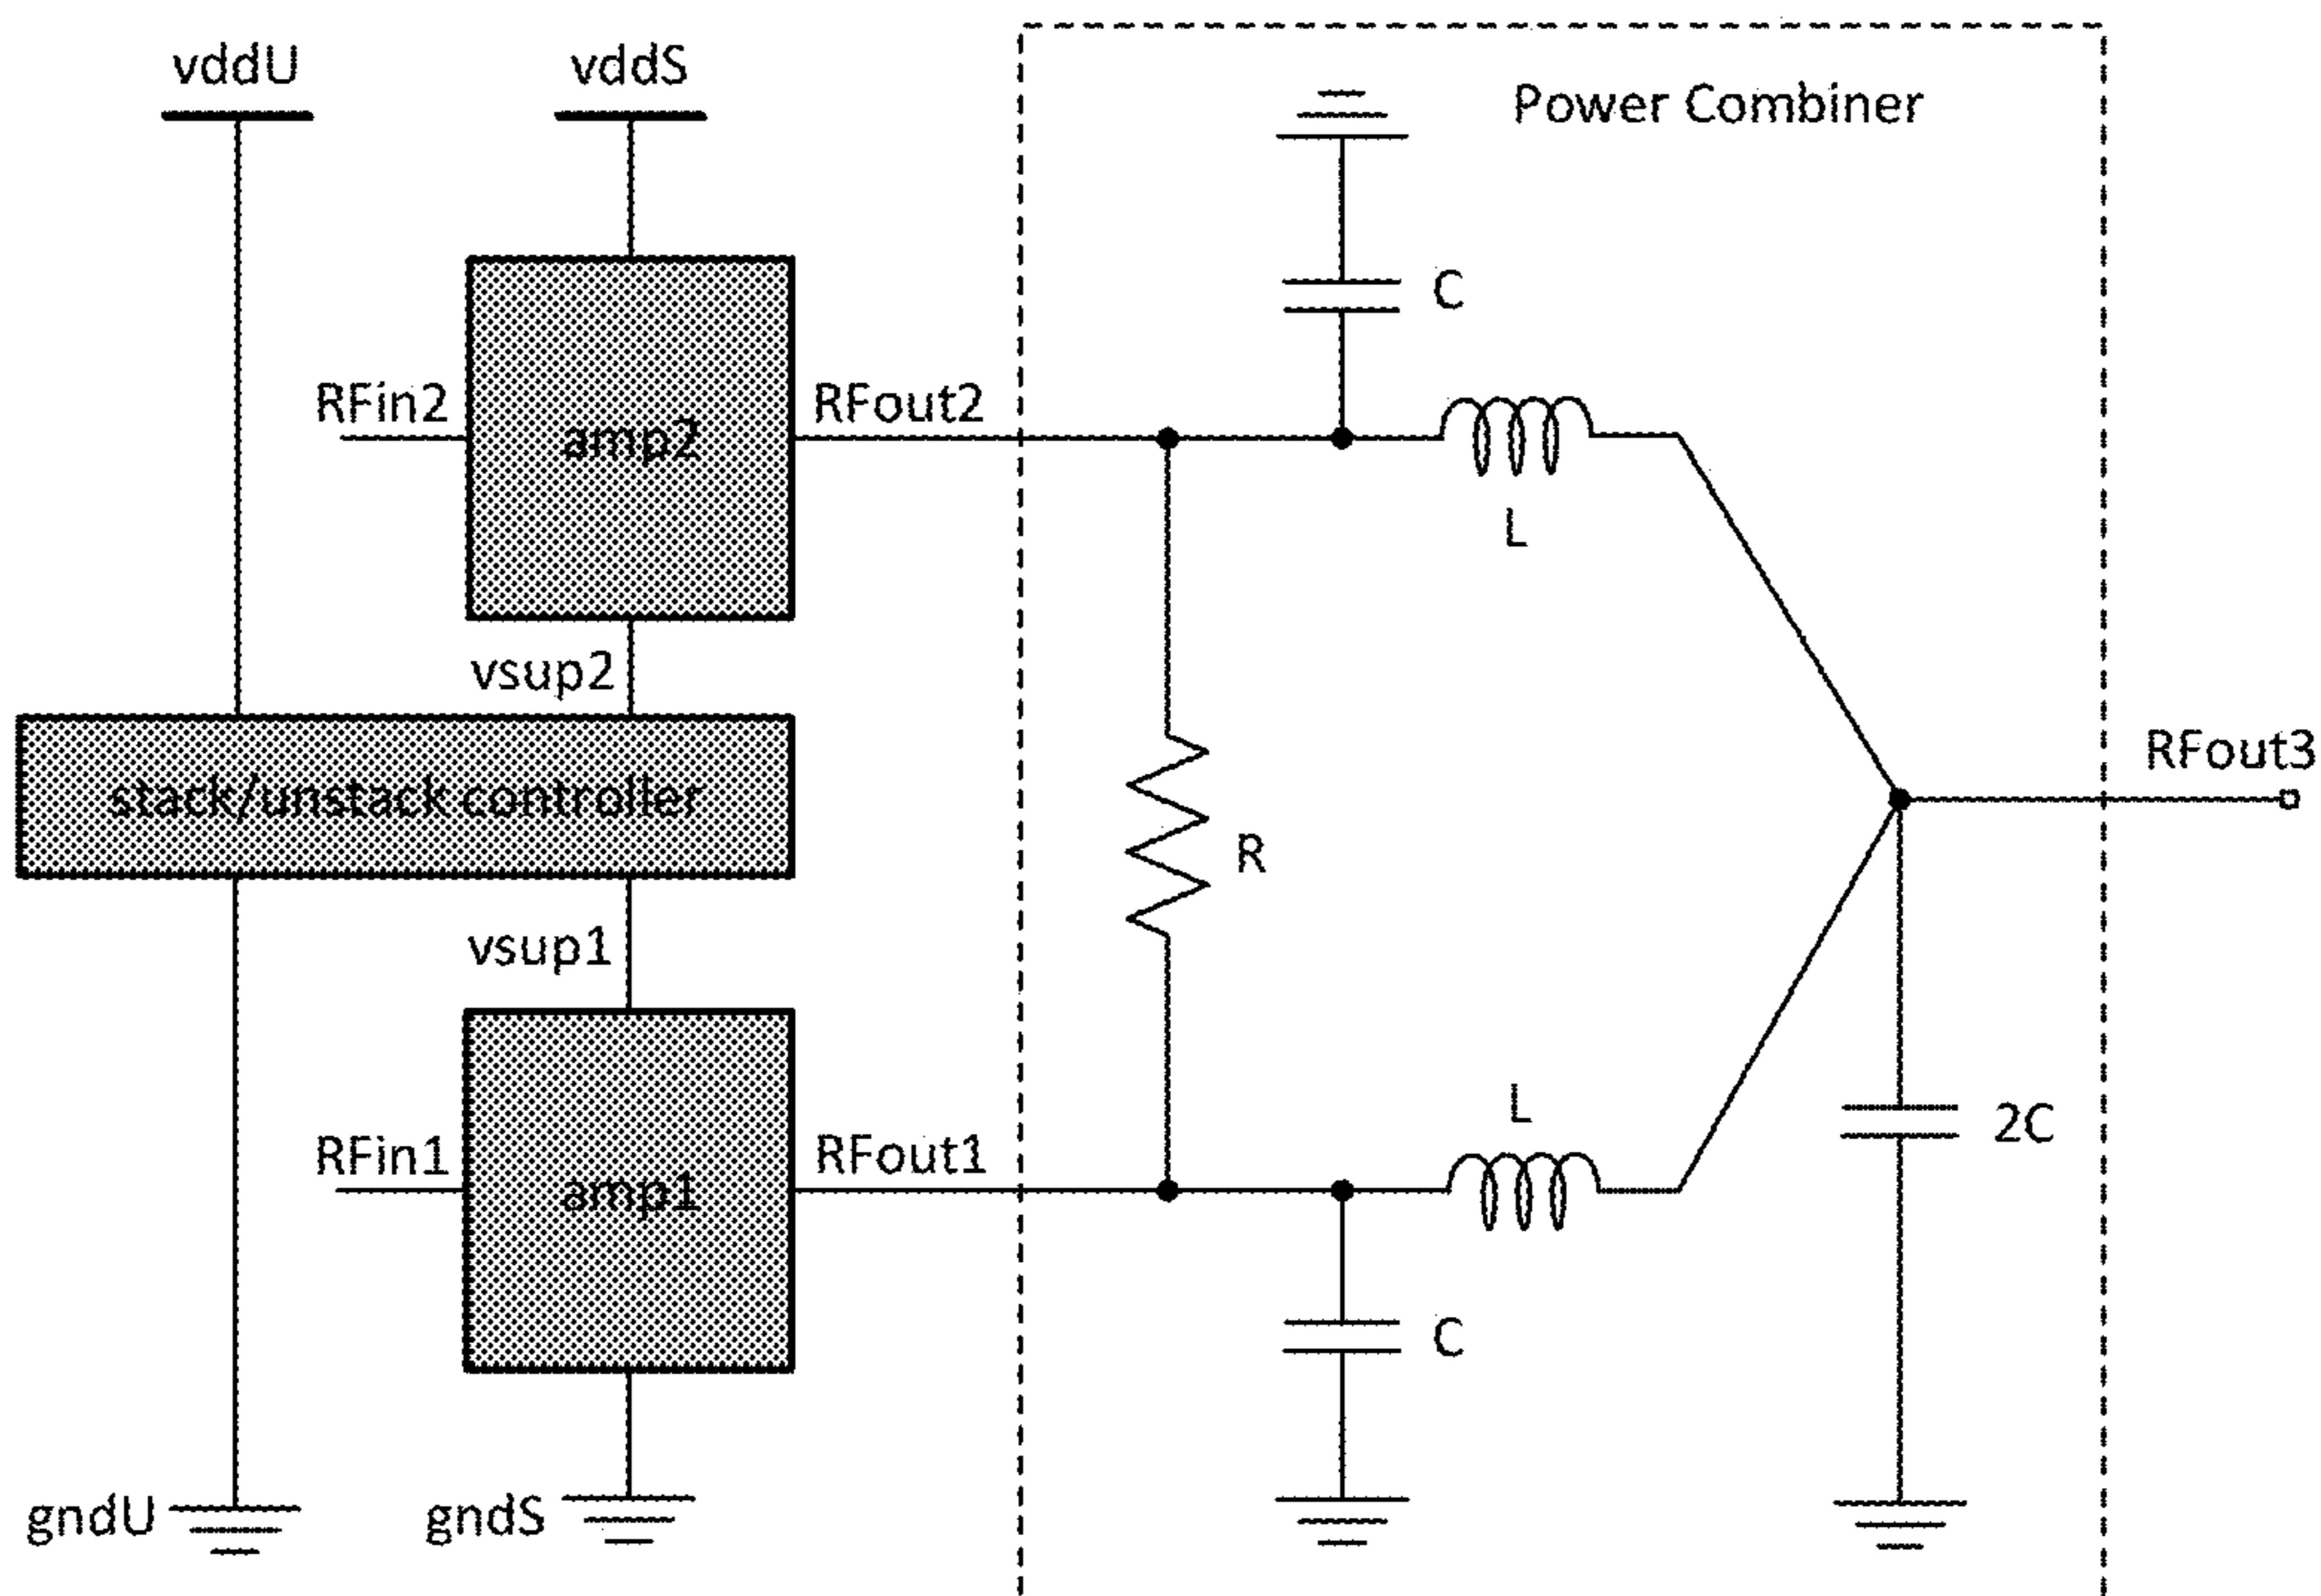 vddU
vddS
Power Combiner
C
RFin2
amp2
RFout2
L
vsup2
stack/unstack controller
RFout3
R
vsup1
L
RFin1
amp1
RFout1
2C
C
gndU
gndS